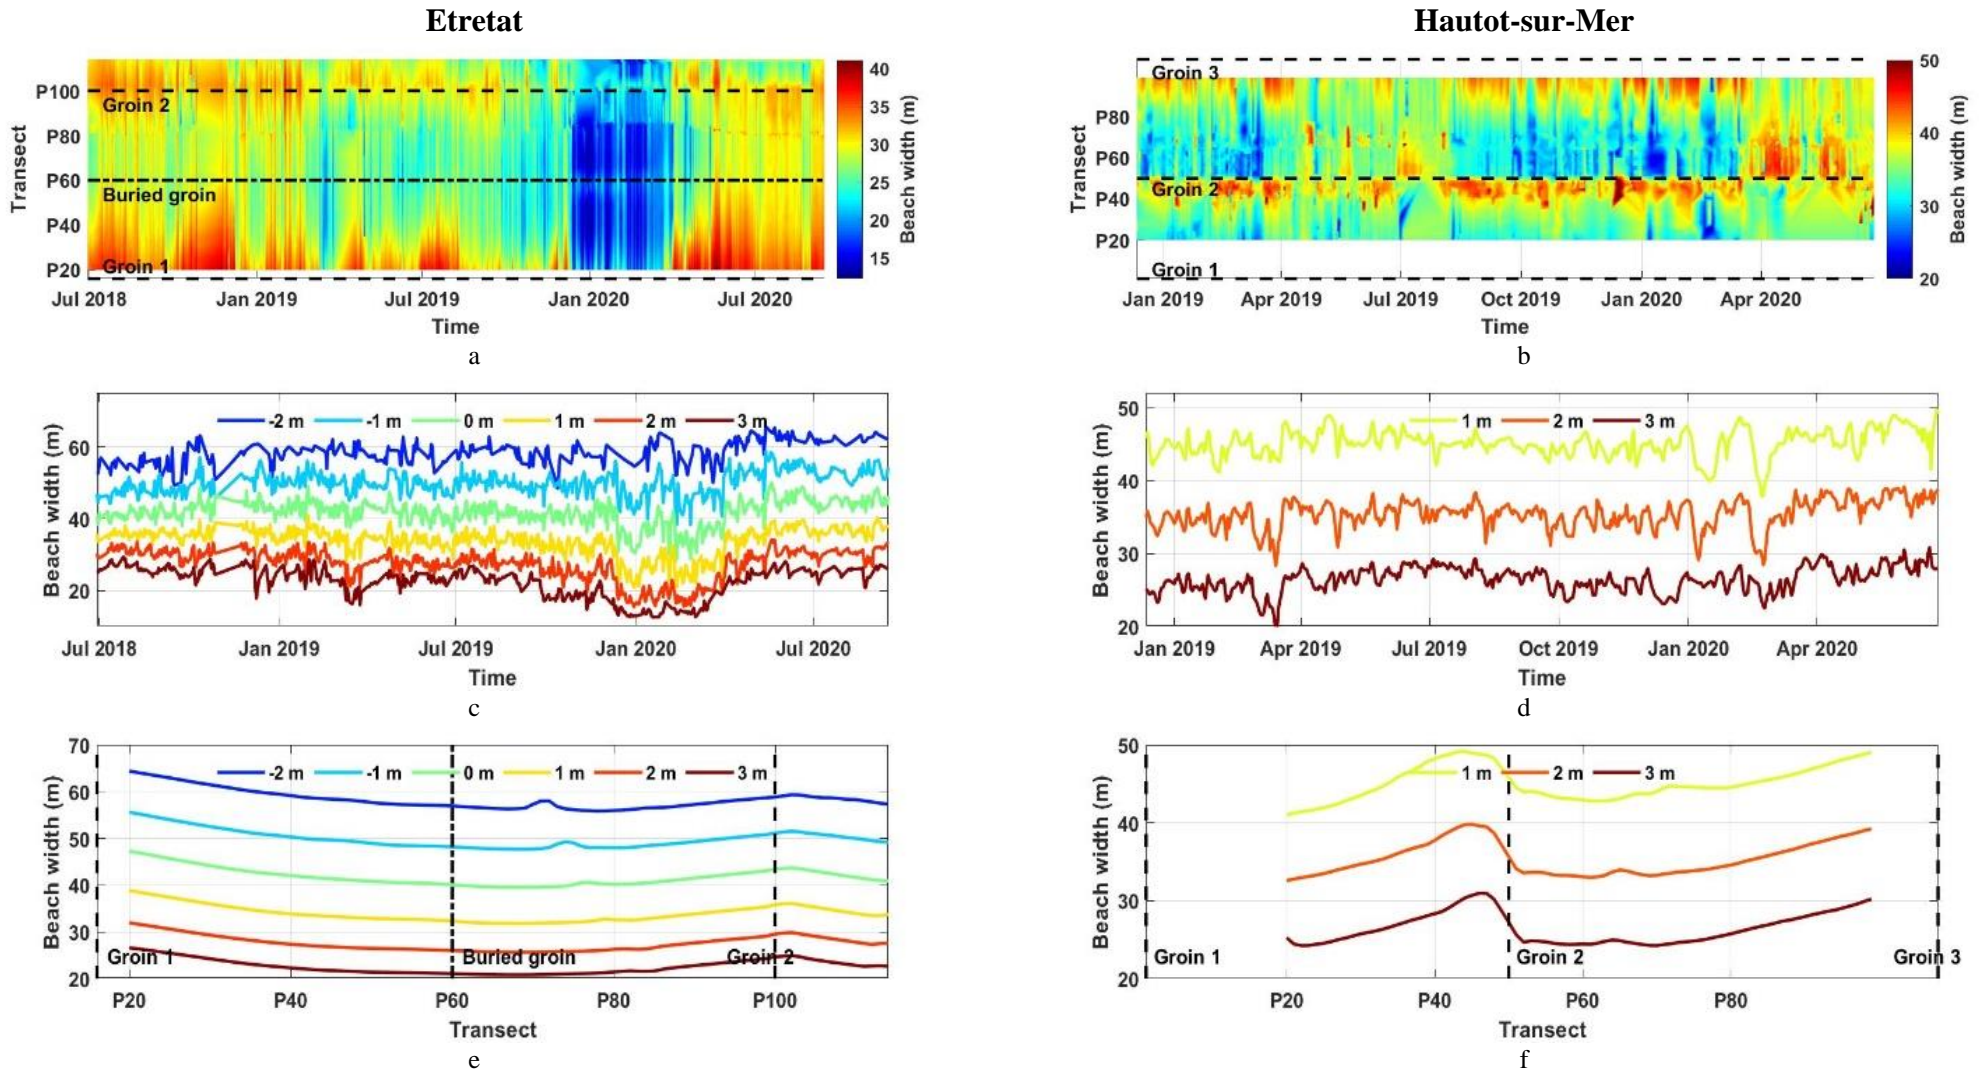 Etretat
Hautot-sur-Mer
Transect
P100
P80
P60
P40
P20
Groin 2
Buried groin
Groin 1
Jul 2018
Jan 2019
Jul 2019
Jan 2020
Jul 2020
Time
40
35
30
25
20
15
Beach width (m)
a
Transect
P80
P60
P40
P20
Groin 3
Groin 2
Groin 1
Jan 2019
Apr 2019
Jul 2019
Oct 2019
Jan 2020
Apr 2020
Time
50
40
30
20
Beach width (m)
b
Beach width (m)
60
40
20
-2 m
-1 m
0 m
1 m
2 m
3 m
Jul 2018
Jan 2019
Jul 2019
Jan 2020
Jul 2020
Time
c
Beach width (m)
50
40
30
20
1 m
2 m
3 m
Jan 2019
Apr 2019
Jul 2019
Oct 2019
Jan 2020
Apr 2020
Time
d
Beach width (m)
70
60
50
40
30
20
-2 m
-1 m
0 m
1 m
2 m
3 m
Groin 1
Buried groin
Groin 2
P20
P40
P60
P80
P100
Transect
e
Beach width (m)
50
40
30
20
1 m
2 m
3 m
Groin 1
Groin 2
Groin 3
P20
P40
P60
P80
Transect
f